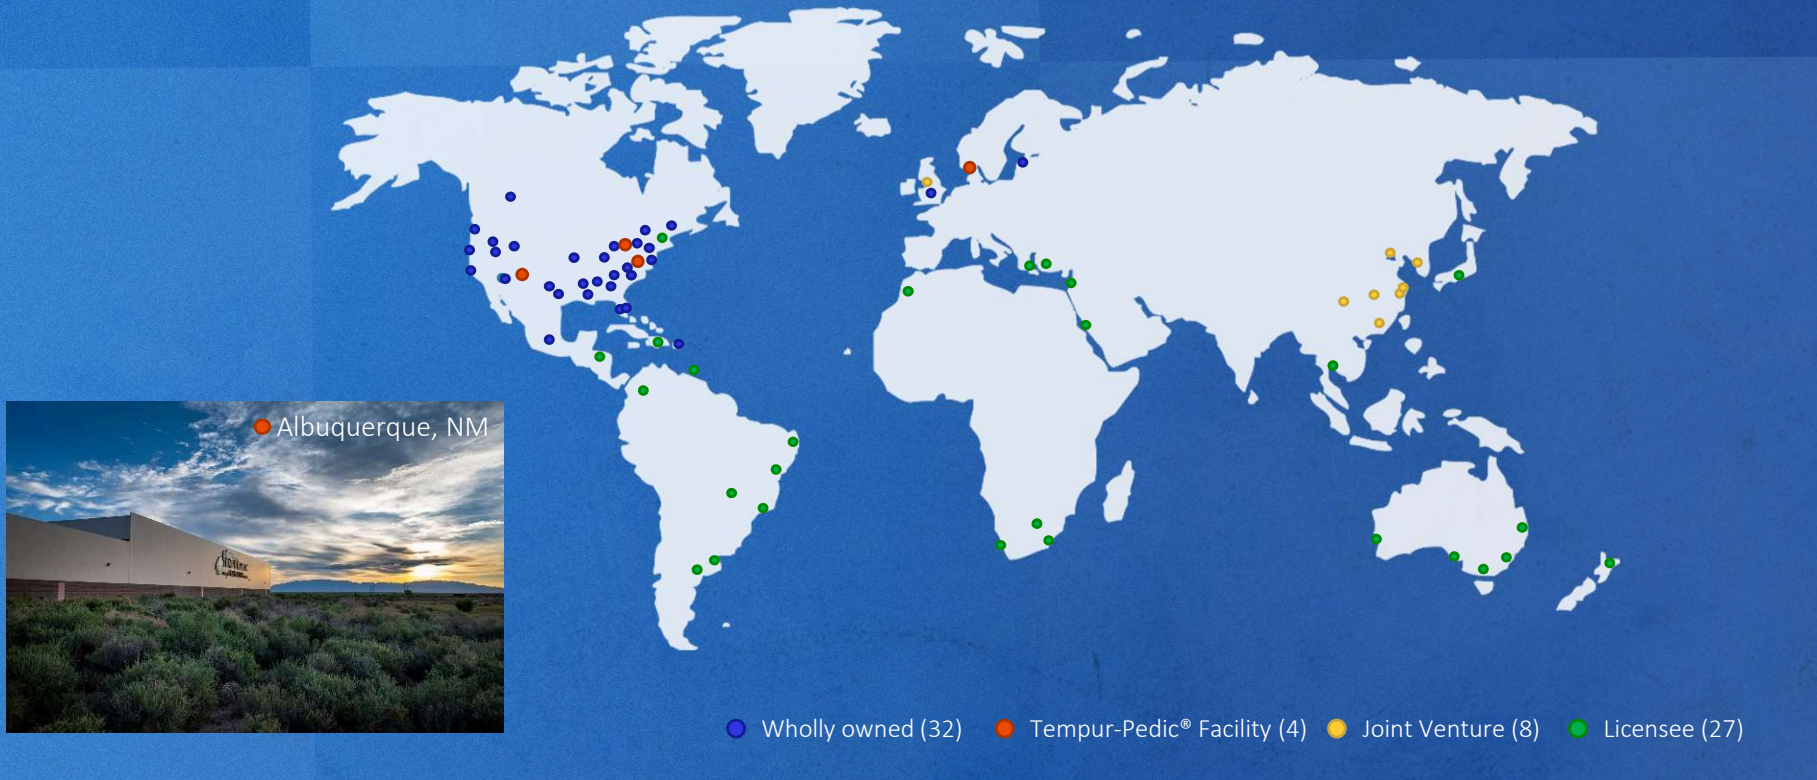 Albuquerque, NM
Wholly owned (32) Tempur-Pedic® Facility (4) Joint Venture (8) Licensee (27)